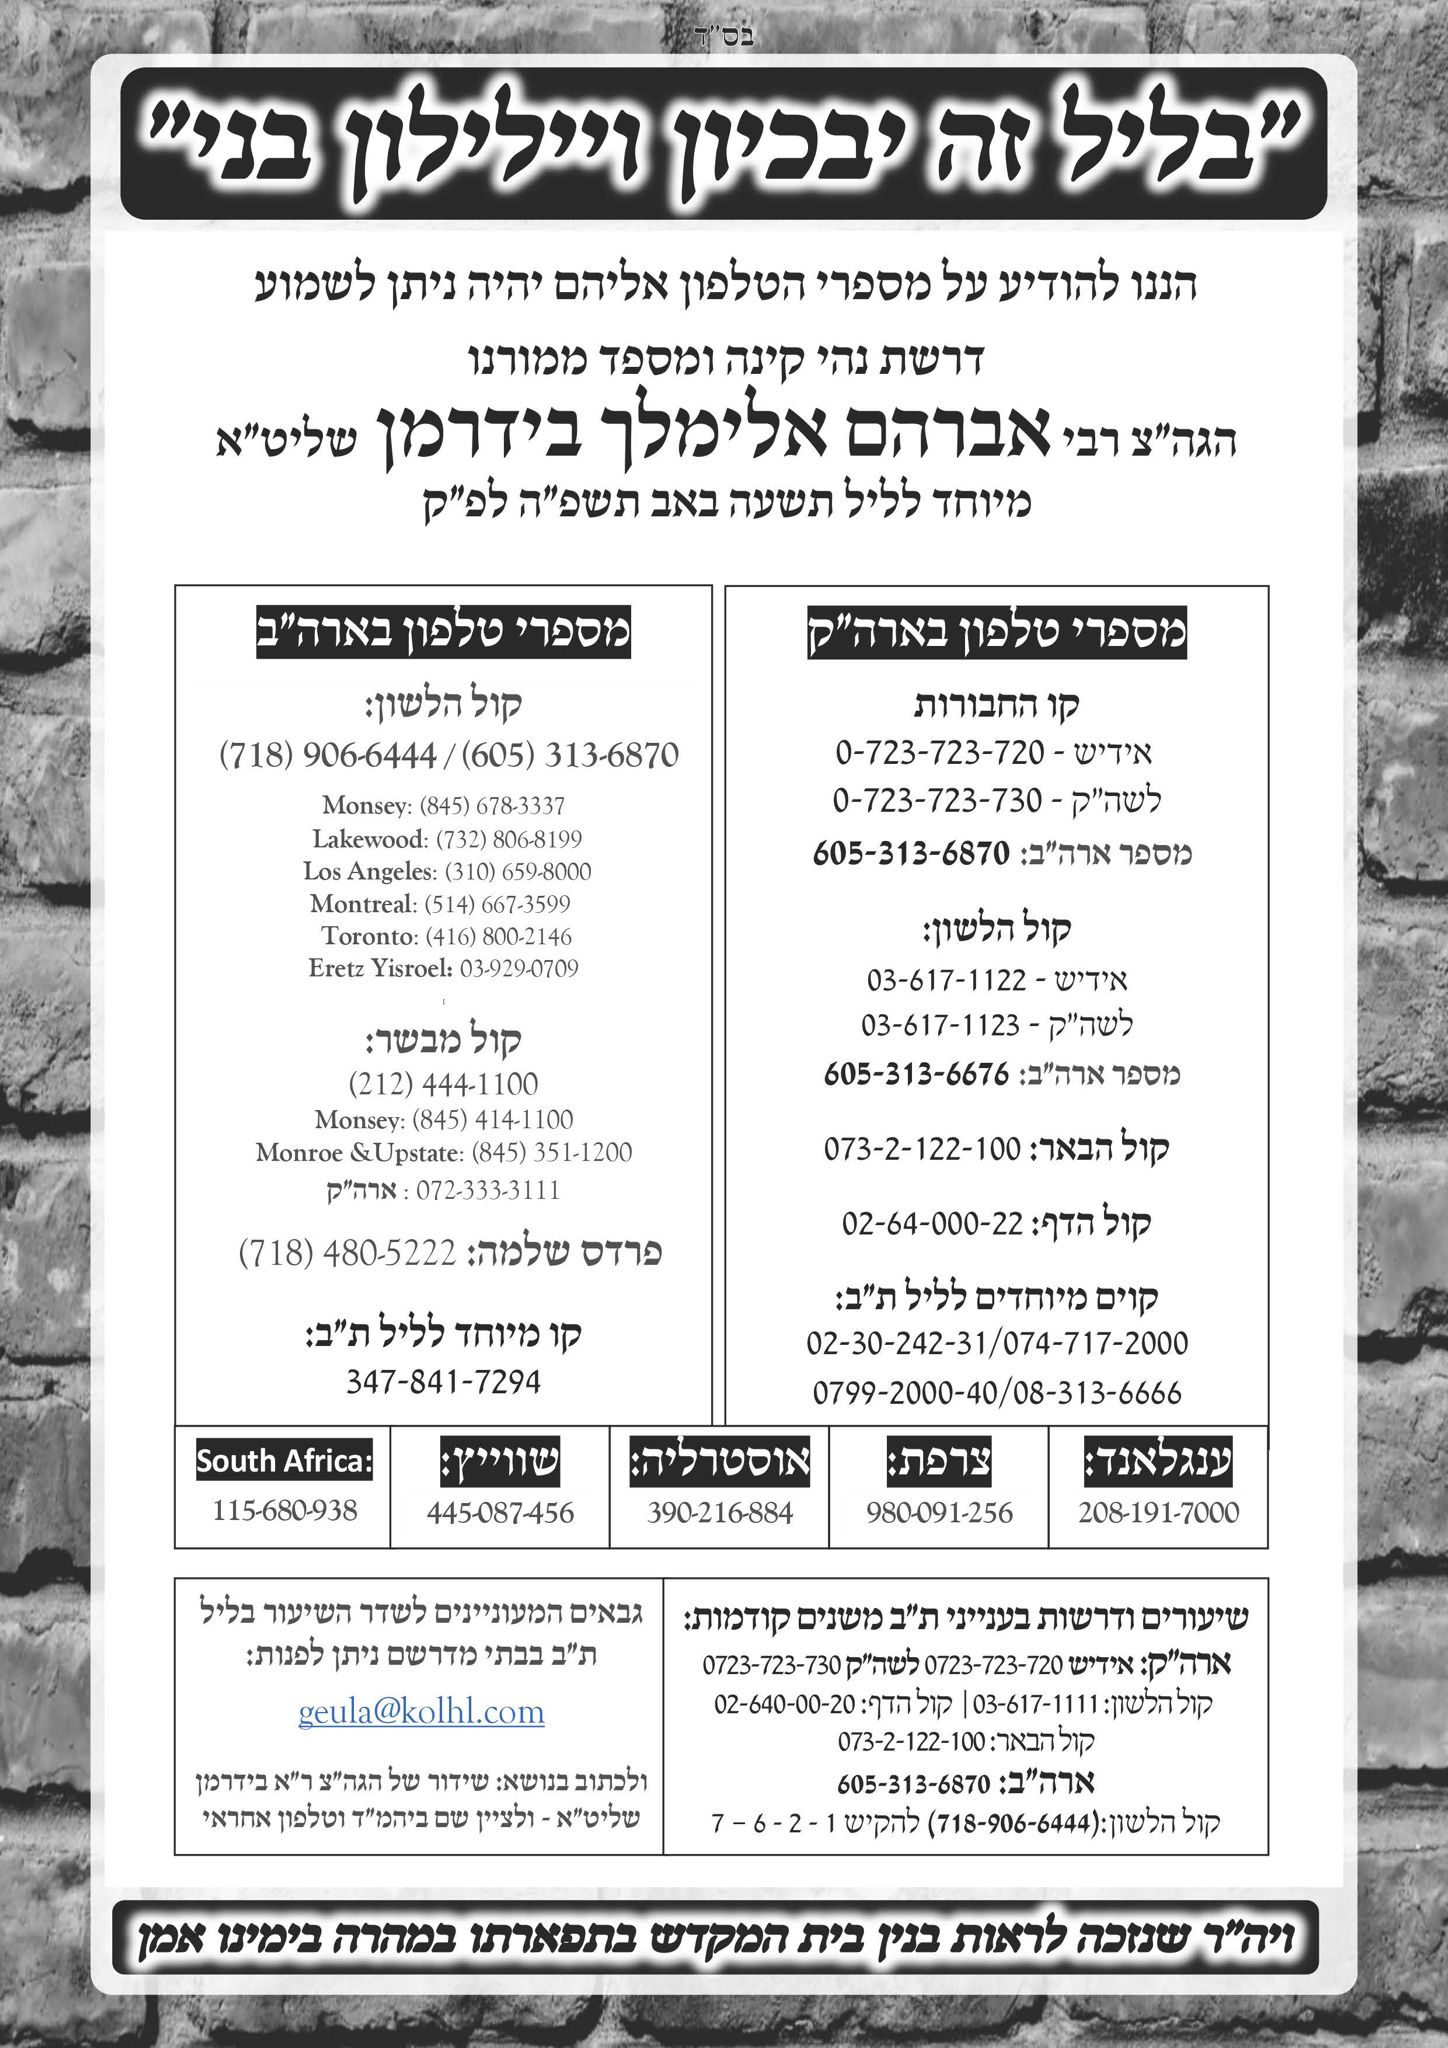 בס"ד
"בליל זה יבכיון ויילילון בני"
הננו להודיע על מספרי הטלפון אליהם יהיה ניתן לשמוע
דרשת נהי קינה ומספד ממורנו
הגה"צ רבי אברהם אלימלך בידרמן שליט"א
מיוחד לליל תשעה באב תשפ"ה לפ"ק
מספרי טלפון בארה"ק
קו החבורות
אידיש - 0-723-723-720
לשה"ק - 0-723-723-730
מספר ארה"ב: 605-313-6870
קול הלשון:
אידיש - 03-617-1122
לשה"ק - 03-617-1123
מספר ארה"ב: 605-313-6676
קול הבאר: 073-2-122-100
קול הדף: 02-64-000-22
קוים מיוחדים לליל ת"ב:
02-30-242-31/074-717-2000
0799-2000-40/08-313-6666
מספרי טלפון בארה"ב
קול הלשון:
(718) 906-6444 / (605) 313-6870
Monsey: (845) 678-3337
Lakewood: (732) 806-8199
Los Angeles: (310) 659-8000
Montreal: (514) 667-3599
Toronto: (416) 800-2146
Eretz Yisroel: 03-929-0709
קול מבשר:
(212) 444-1100
Monsey: (845) 414-1100
Monroe &Upstate: (845) 351-1200
ארה"ק : 072-333-3111
פרדס שלמה: (718) 480-5222
קו מיוחד לליל ת"ב:
347-841-7294
ענגלאנד:
208-191-7000
צרפת:
980-091-256
אוסטרליה:
390-216-884
שווייץ:
445-087-456
South Africa:
115-680-938
שיעורים ודרשות בענייני ת"ב משנים קודמות:
ארה"ק: אידיש 0723-723-720 לשה"ק 0723-723-730
קול הלשון: 03-617-1111 | קול הדף: 02-640-00-20
קול הבאר: 073-2-122-100
ארה"ב: 605-313-6870
קול הלשון:(718-906-6444) להקיש 1 - 2 - 6 – 7
גבאים המעוניינים לשדר השיעור בליל
ת"ב בבתי מדרשם ניתן לפנות:
geula@kolhl.com
ולכתוב בנושא: שידור של הגה"צ ר"א בידרמן
שליט"א - ולציין שם ביהמ"ד וטלפון אחראי
ויה"ר שנזכה לראות בנין בית המקדש בתפארתו במהרה בימינו אמן